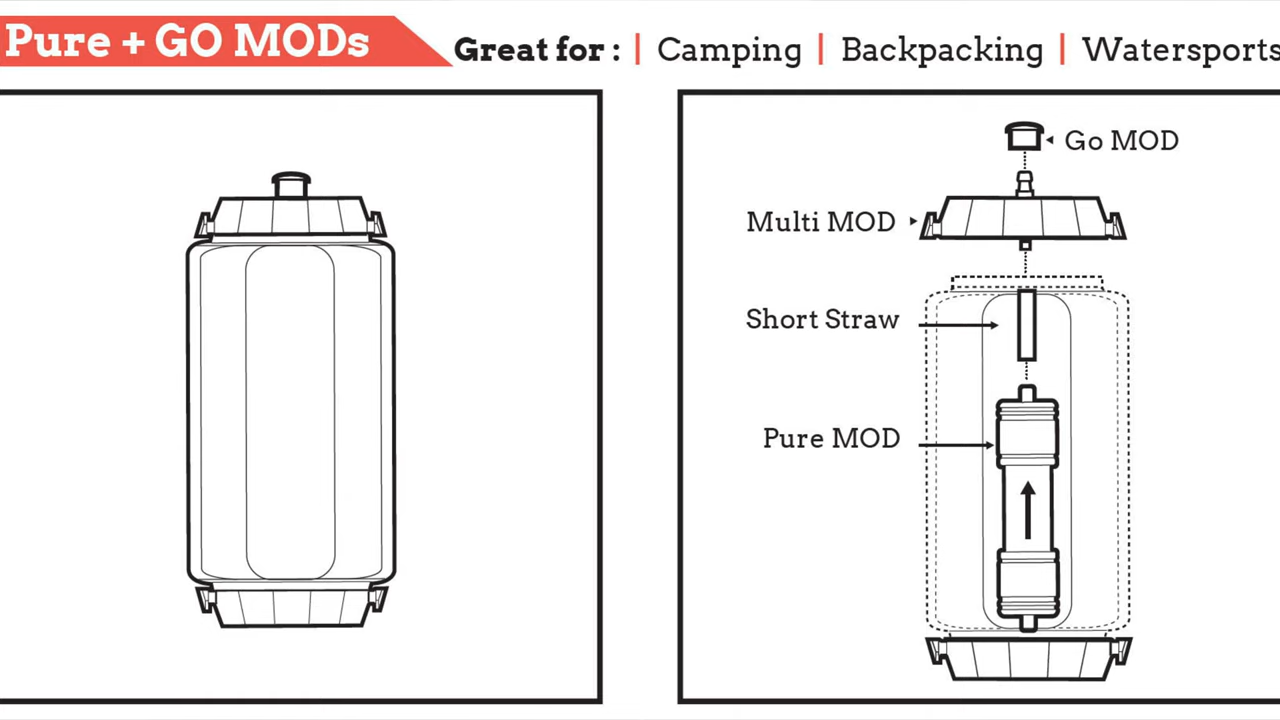 Pure + GO MODs
Great for : | Camping | Backpacking | Watersports
Go MOD
Multi MOD
Short Straw
Pure MOD